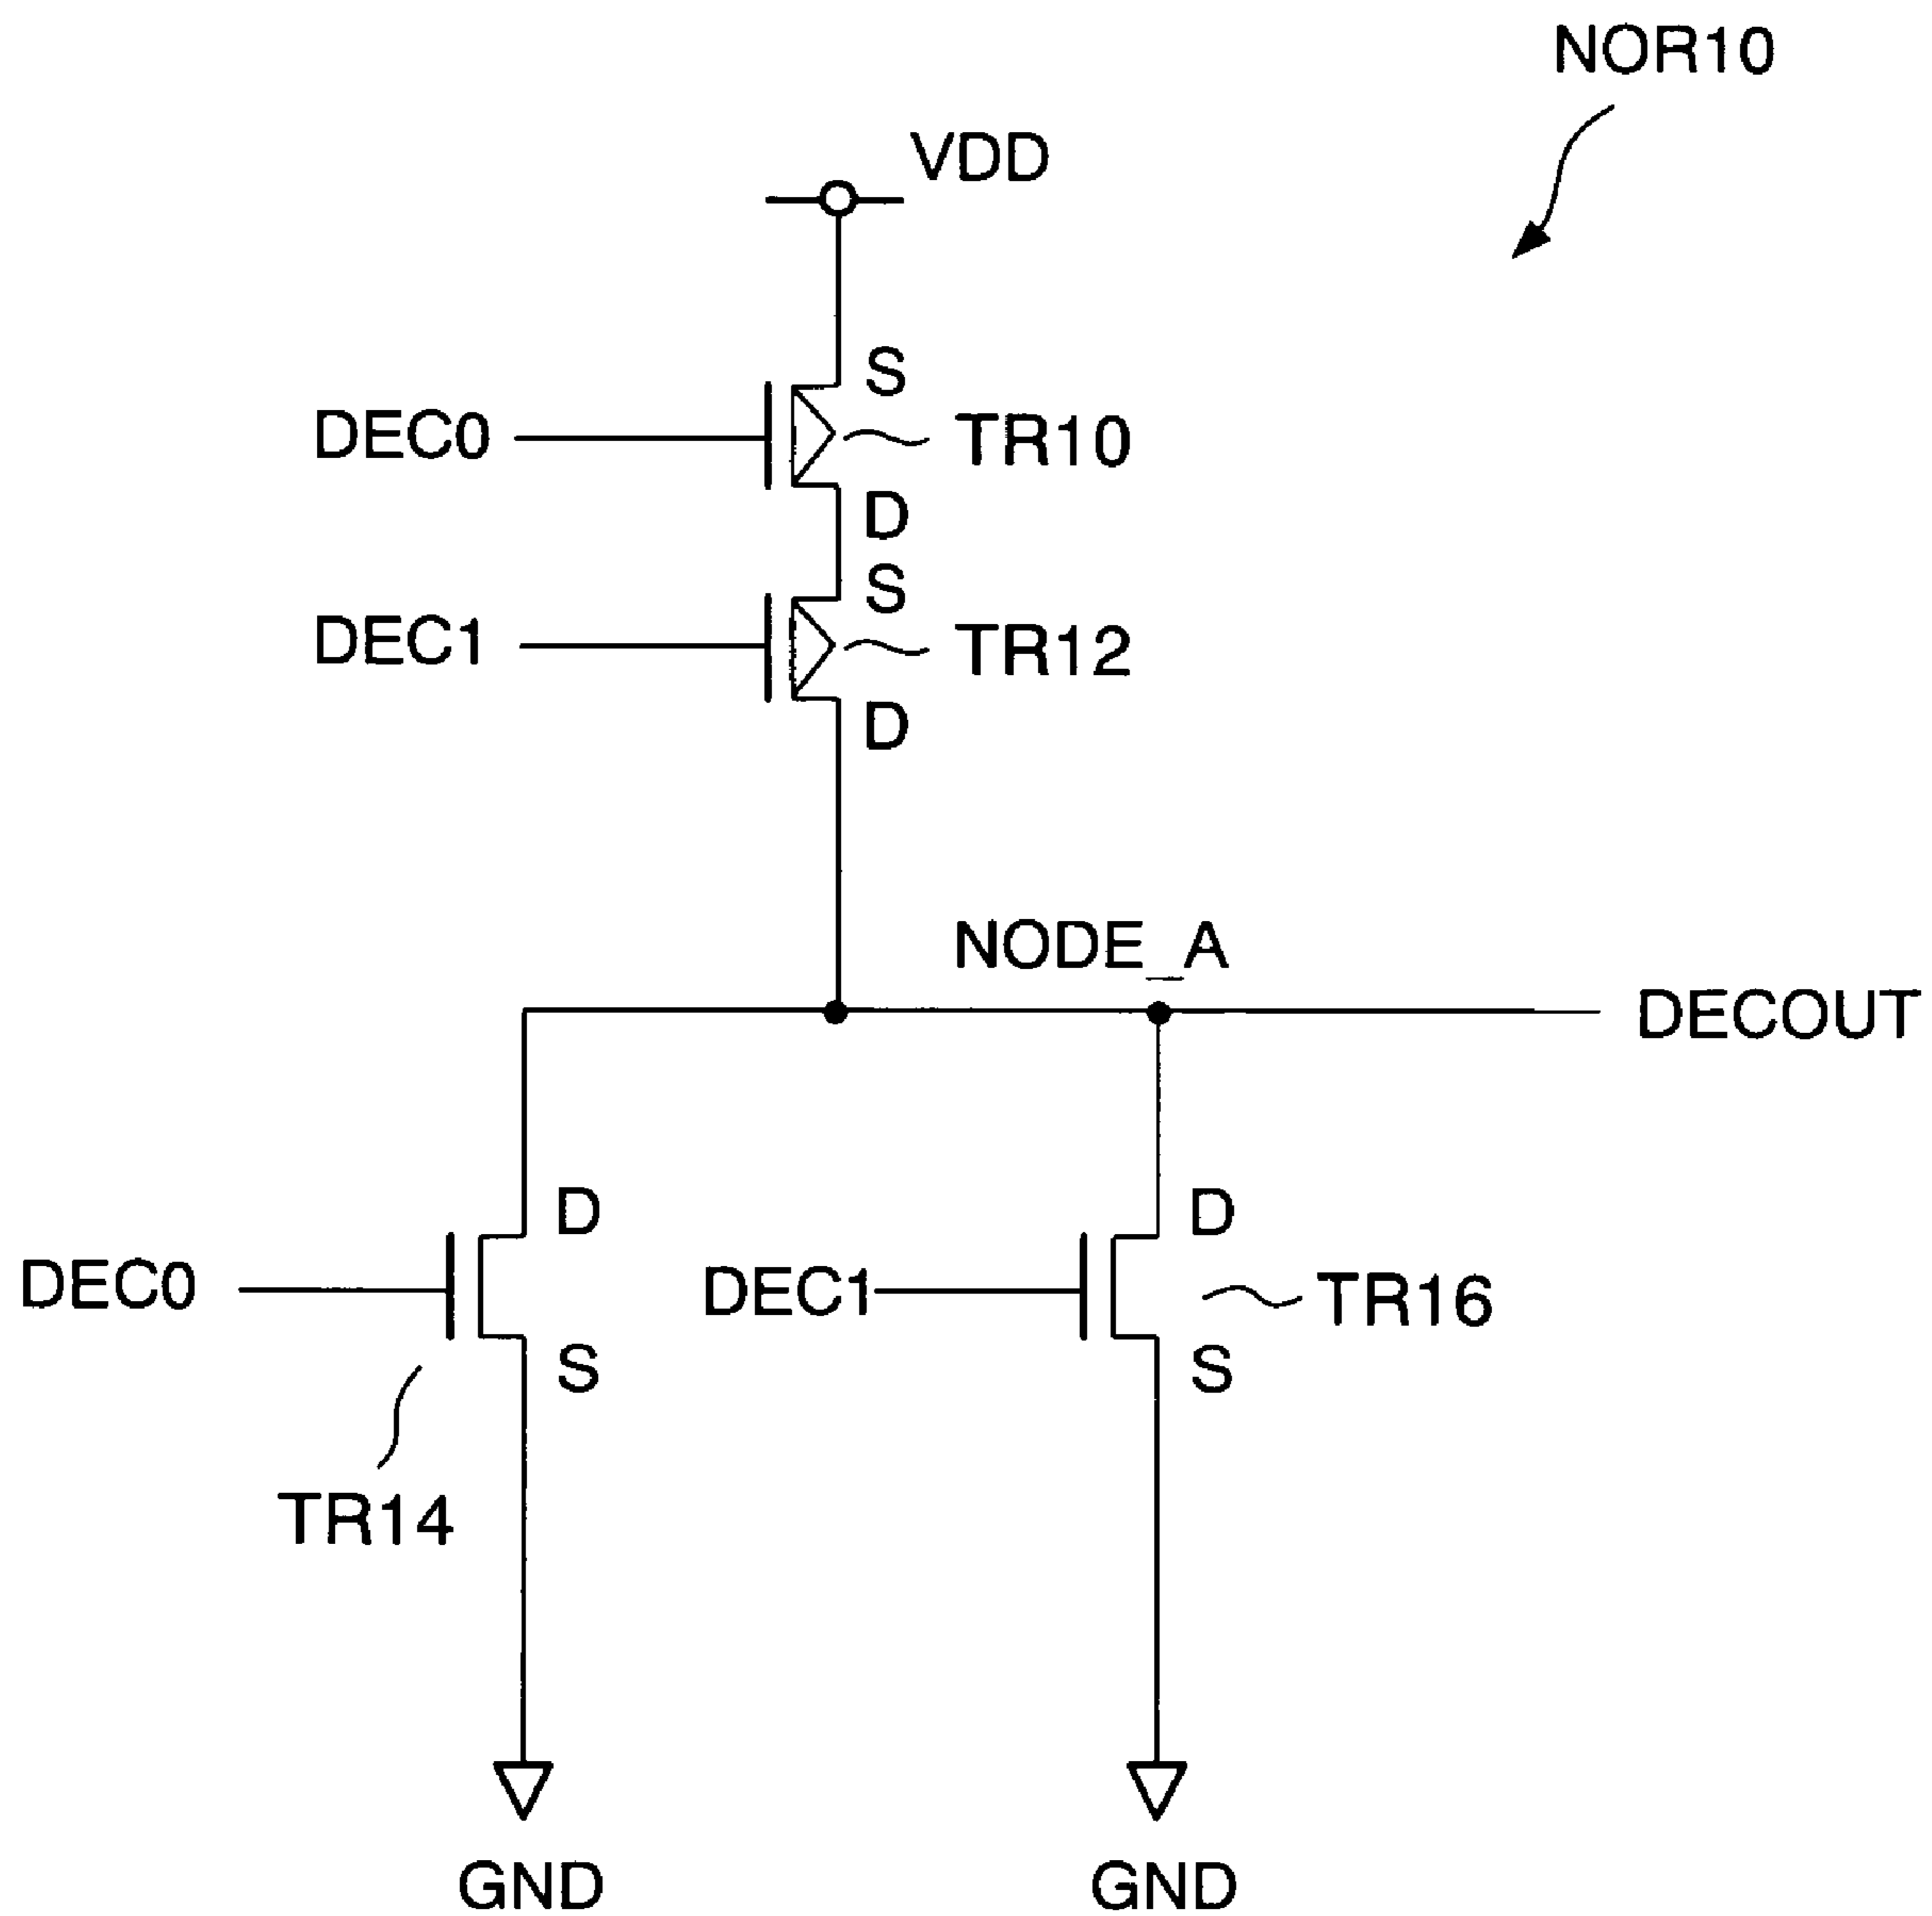 NOR10
VDD
S
DEC0
TR10
D
S
DEC1
TR12
D
NODE_A
DECOUT
D
D
DEC0
DEC1
TR16
S
S
TR14
GND
GND